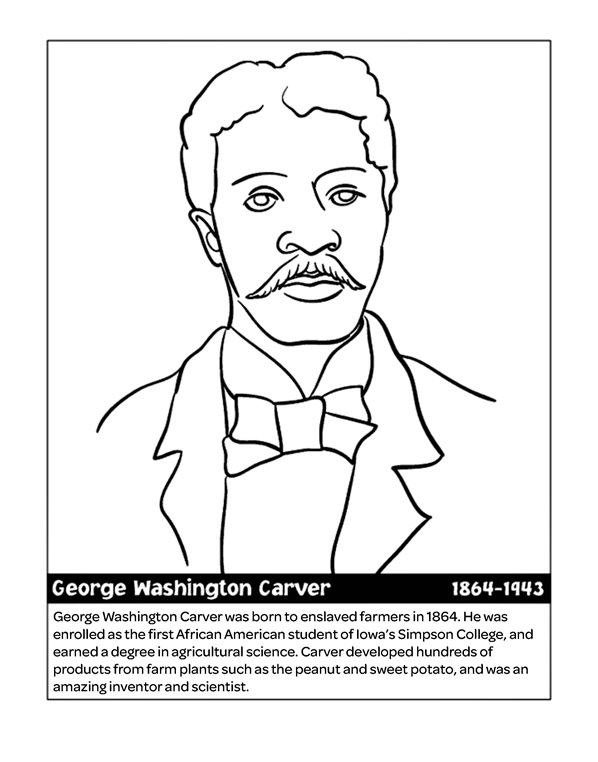 George Washington Carver 1864-1943
George Washington Carver was born to enslaved farmers in 1864. He was
enrolled as the first African American student of Iowa's Simpson College, and
earned a degree in agricultural science. Carver developed hundreds of
products from farm plants such as the peanut and sweet potato, and was an
amazing inventor and scientist.